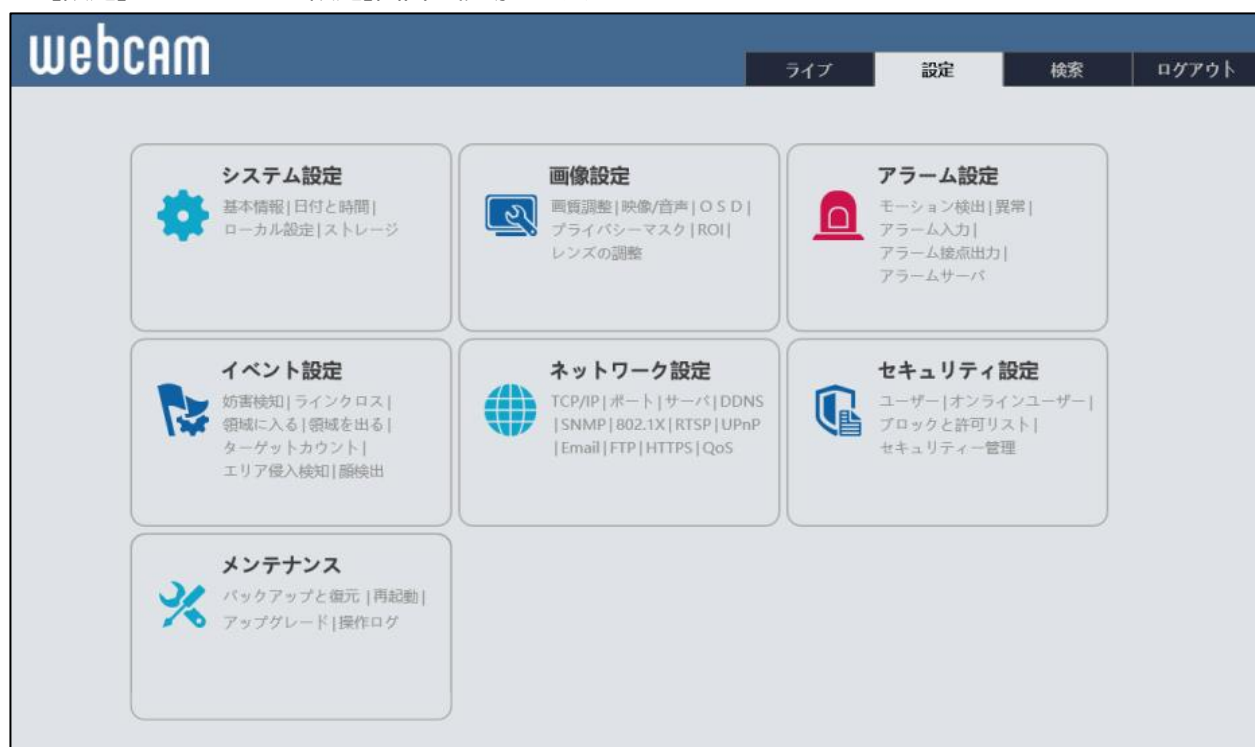 webcam
ライブ
設定
検索
ログアウト
システム設定
基本情報|日付と時間|
ローカル設定|ストレージ
画像設定
画質調整|映像/音声|ＯＳＤ|
プライバシーマスク|ROI|
レンズの調整
アラーム設定
モーション検出|異常|
アラーム入力|
アラーム接点出力|
アラームサーバ
イベント設定
妨害検知|ラインクロス|
領域に入る|領域を出る|
ターゲットカウント|
エリア侵入検知|顔検出
ネットワーク設定
TCP/IP|ポート|サーバ|DDNS
|SNMP|802.1X|RTSP|UPnP
|Email|FTP|HTTPS|QoS
セキュリティ設定
ユーザー|オンラインユーザー|
ブロックと許可リスト|
セキュリティー管理
メンテナンス
バックアップと復元|再起動|
アップグレード|操作ログ